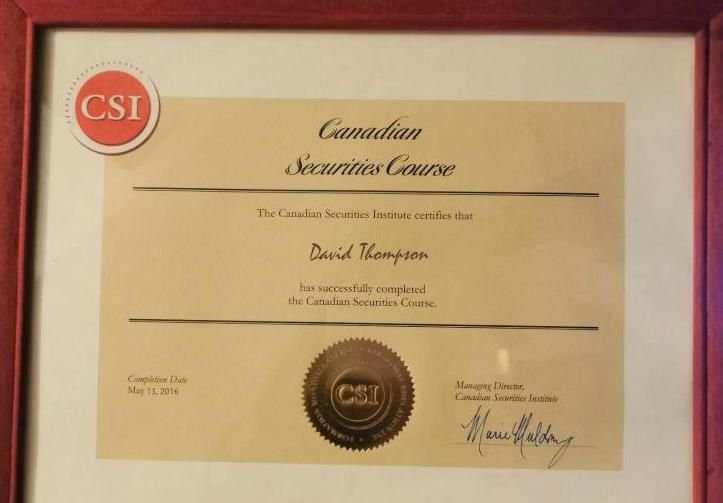 CSI
Canadian
Securities Course
The Canadian Securities Institute certifies that
David Thompson
has successfully completed
the Canadian Securities Course.
CSI
Completion Date
May 13, 2016
Managing Director,
Canadian Securities Institute